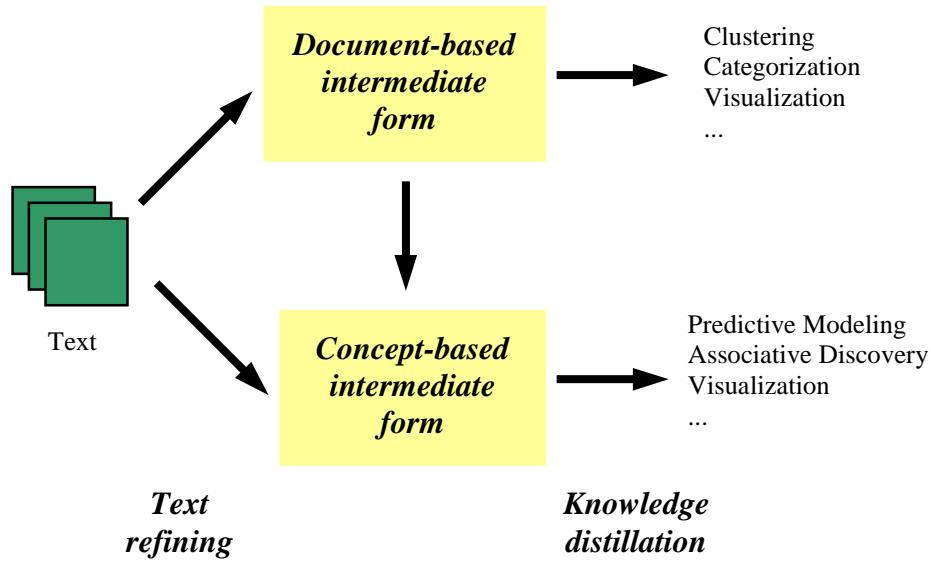 Document-based
intermediate
form
Clustering
Categorization
Visualization
...
Text
Concept-based
intermediate
form
Predictive Modeling
Associative Discovery
Visualization
...
Text
refining
Knowledge
distillation